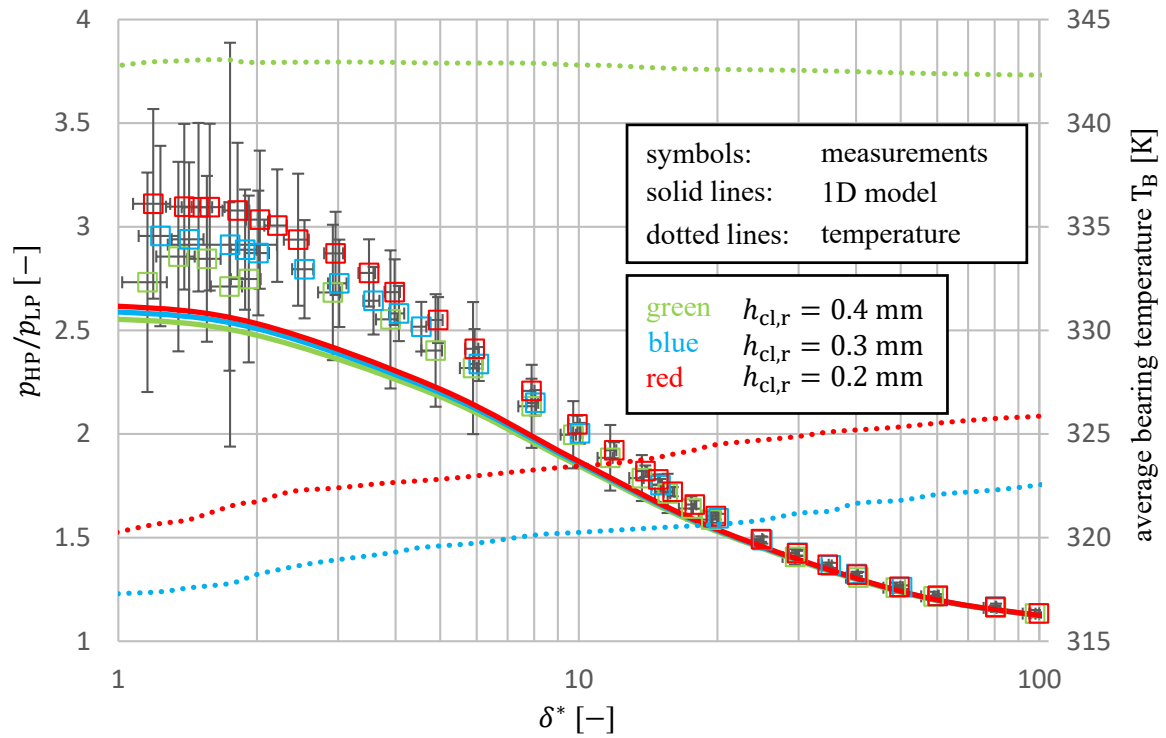 4
3.5
3
2.5
2
1.5
1
p_HP/p_LP [−]
345
340
335
330
325
320
315
average bearing temperature T_B [K]
symbols: measurements
solid lines: 1D model
dotted lines: temperature
green h_cl,r = 0.4 mm
blue h_cl,r = 0.3 mm
red h_cl,r = 0.2 mm
1 10 100
δ* [−]